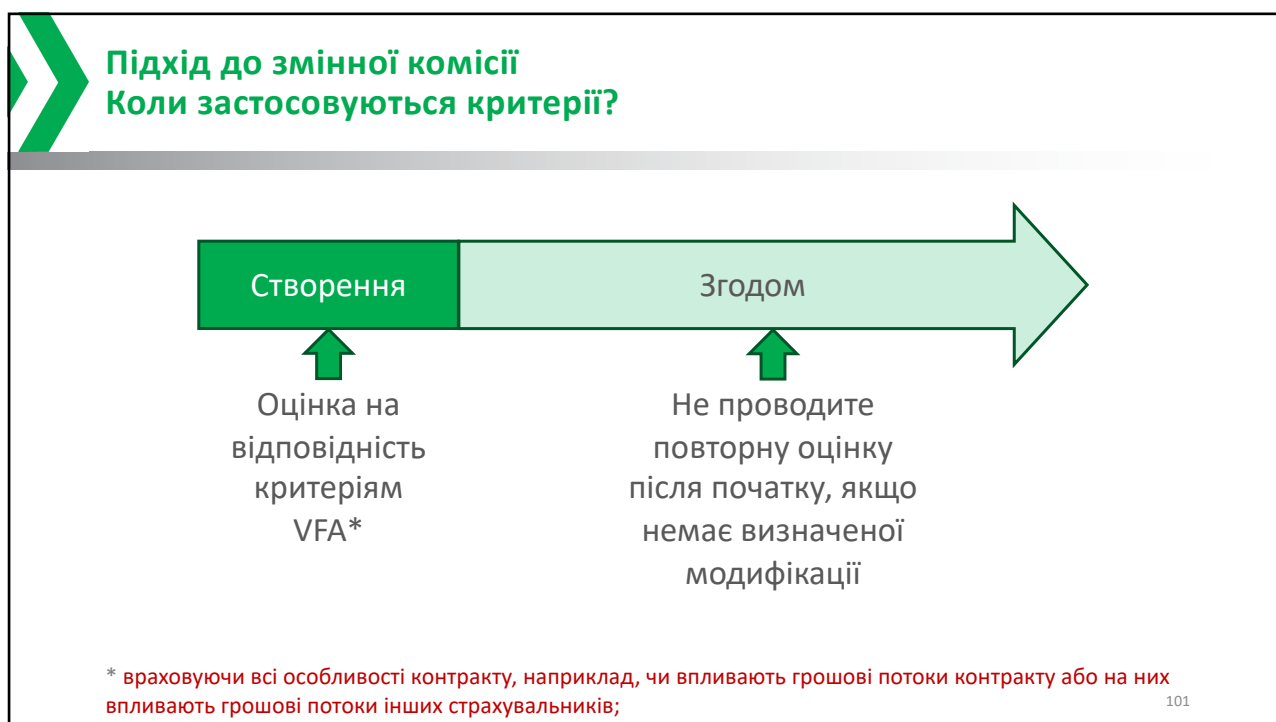 Підхід до змінної комісії
Коли застосовуються критерії?
Створення
Згодом
Оцінка на
відповідність
критеріям
VFA*
Не проводите
повторну оцінку
після початку, якщо
немає визначеної
модифікації
* враховуючи всі особливості контракту, наприклад, чи впливають грошові потоки контракту або на них
впливають грошові потоки інших страхувальників;
101